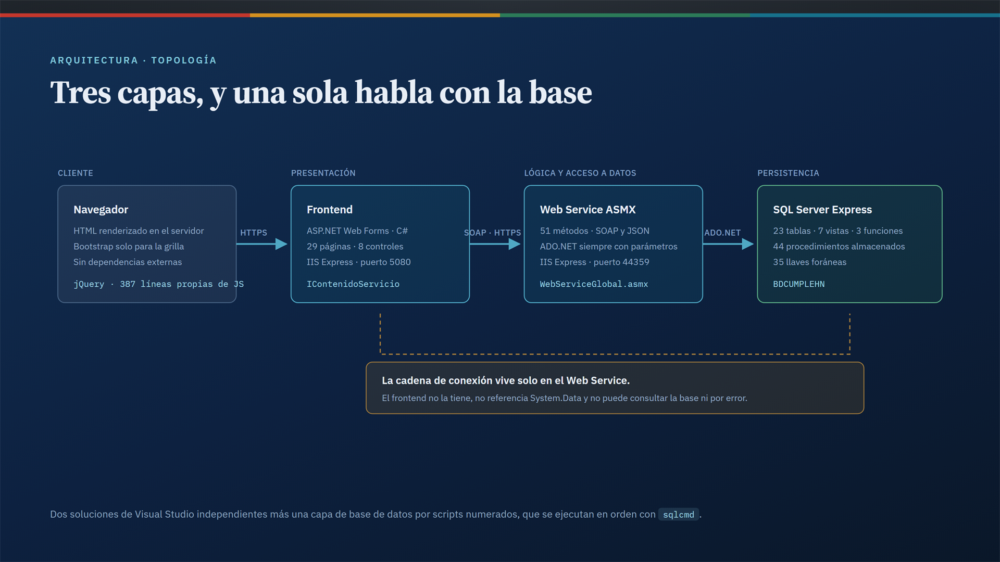 ARQUITECTURA · TOPOLOGÍA
Tres capas, y una sola habla con la base
CLIENTE
Navegador
HTML renderizado en el servidor
Bootstrap solo para la grilla
Sin dependencias externas
jQuery · 387 líneas propias de JS
HTTPS
PRESENTACIÓN
Frontend
ASP.NET Web Forms · C#
29 páginas · 8 controles
IIS Express · puerto 5080
IContenidoServicio
SOAP · HTTPS
LÓGICA Y ACCESO A DATOS
Web Service ASMX
51 métodos · SOAP y JSON
ADO.NET siempre con parámetros
IIS Express · puerto 44359
WebServiceGlobal.asmx
ADO.NET
PERSISTENCIA
SQL Server Express
23 tablas · 7 vistas · 3 funciones
44 procedimientos almacenados
35 llaves foráneas
BDCUMPLEHN
La cadena de conexión vive solo en el Web Service.
El frontend no la tiene, no referencia System.Data y no puede consultar la base ni por error.
Dos soluciones de Visual Studio independientes más una capa de base de datos por scripts numerados, que se ejecutan en orden con sqlcmd.